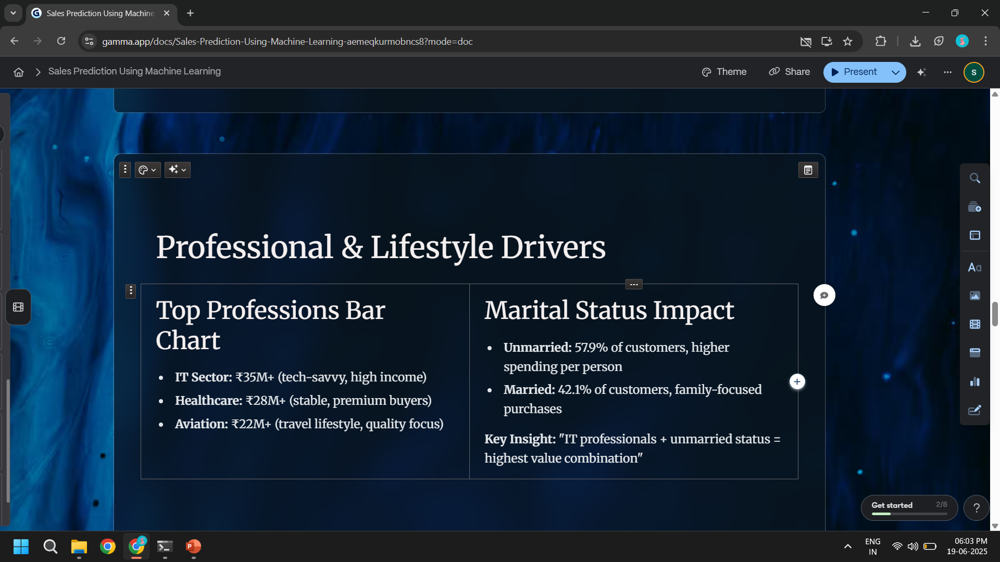 Sales Prediction Using Machine
gamma.app/docs/Sales-Prediction-Using-Machine-Learning-aemeqkurmobncs8?mode=doc
Sales Prediction Using Machine Learning
Theme
Share
Present
S
Professional & Lifestyle Drivers
Top Professions Bar
Chart
• IT Sector: ₹35M+ (tech-savvy, high income)
• Healthcare: ₹28M+ (stable, premium buyers)
• Aviation: ₹22M+ (travel lifestyle, quality focus)
Marital Status Impact
• Unmarried: 57.9% of customers, higher
spending per person
• Married: 42.1% of customers, family-focused
purchases
Key Insight: "IT professionals + unmarried status =
highest value combination"
Aa
Get started 2/8
?
ENG
IN
06:03 PM
19-06-2025